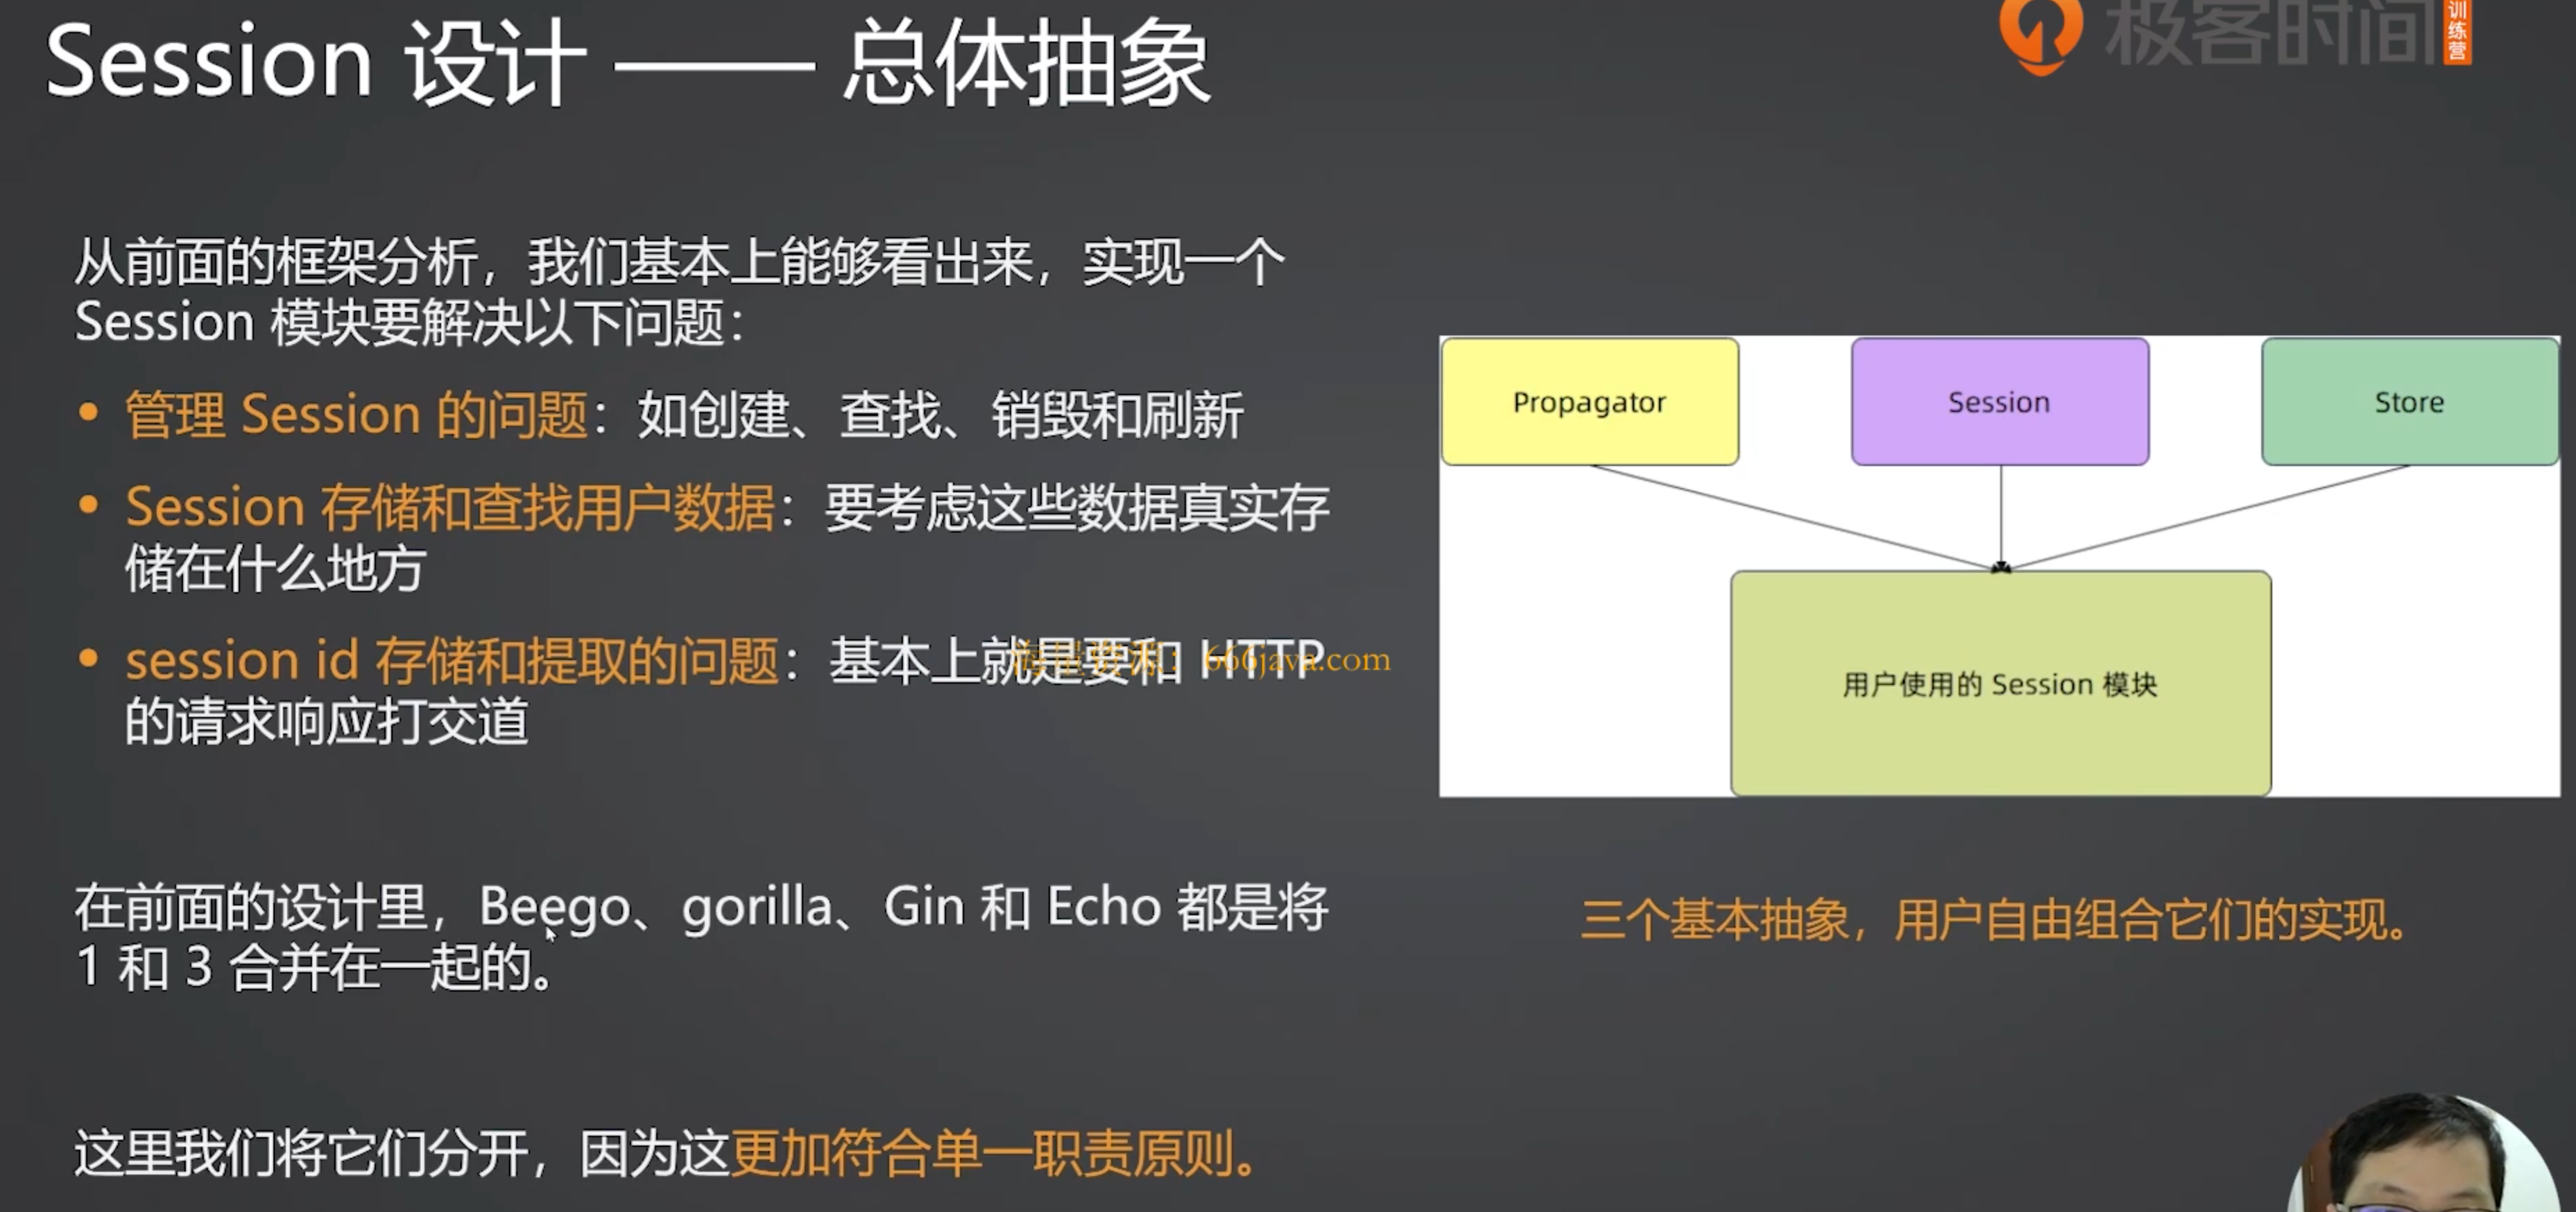 Session 设计 —— 总体抽象
极客时间
训练营
从前面的框架分析，我们基本上能够看出来，实现一个
Session 模块要解决以下问题：
• 管理 Session 的问题：如创建、查找、销毁和刷新
• Session 存储和查找用户数据：要考虑这些数据真实存
储在什么地方
• session id 存储和提取的问题：基本上就是要和 HTTP
的请求响应打交道
666java.com
在前面的设计里，Beego、gorilla、Gin 和 Echo 都是将
1 和 3 合并在一起的。
这里我们将它们分开，因为这更加符合单一职责原则。
Propagator
Session
Store
用户使用的 Session 模块
三个基本抽象，用户自由组合它们的实现。